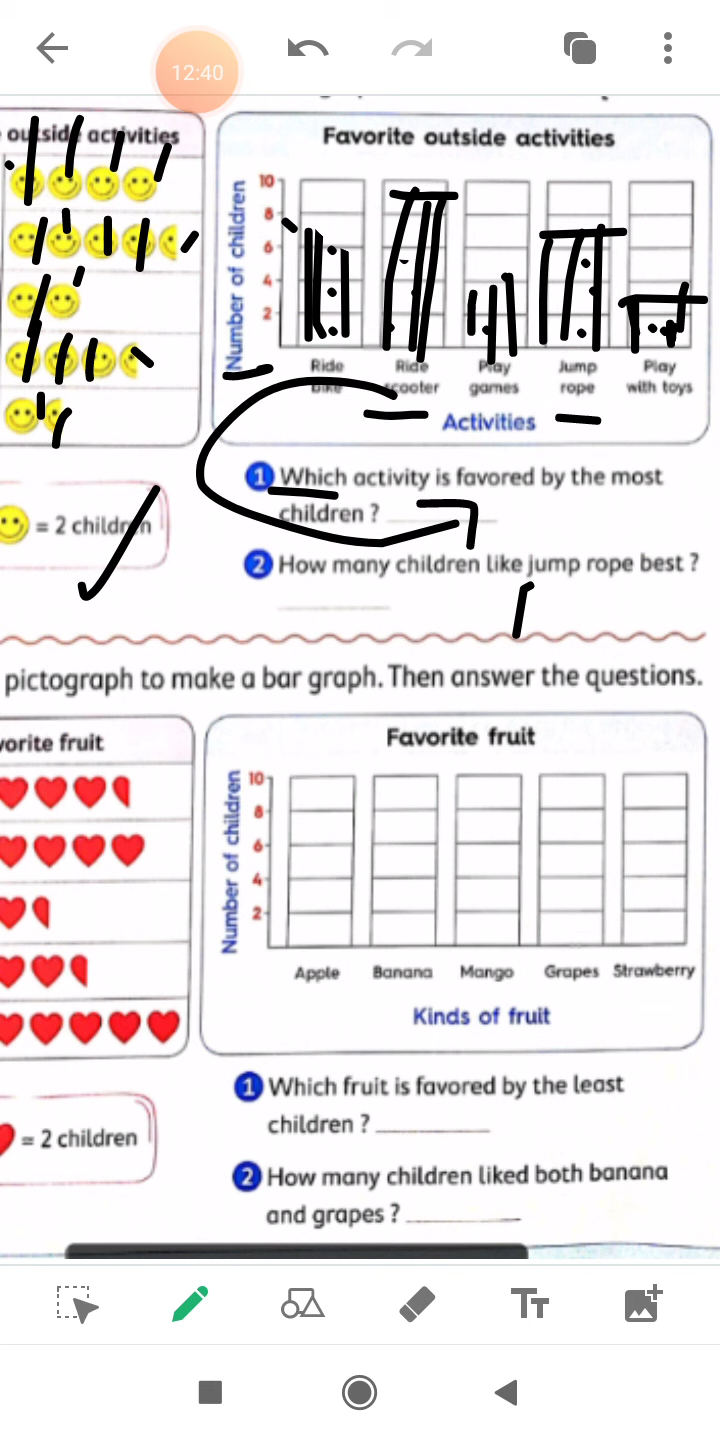 12:40
outside activities
= 2 children
Favorite outside activities
Number of children
10
8
6
4
2
Ride bike
Ride scooter
Play games
Jump rope
Play with toys
Activities
1 Which activity is favored by the most
children ?
2 How many children like jump rope best ?
pictograph to make a bar graph. Then answer the questions.
vorite fruit
= 2 children
Favorite fruit
Number of children
10
8
6
4
2
Apple Banana Mango Grapes Strawberry
Kinds of fruit
1 Which fruit is favored by the least
children ?
2 How many children liked both banana
and grapes ?
Tт